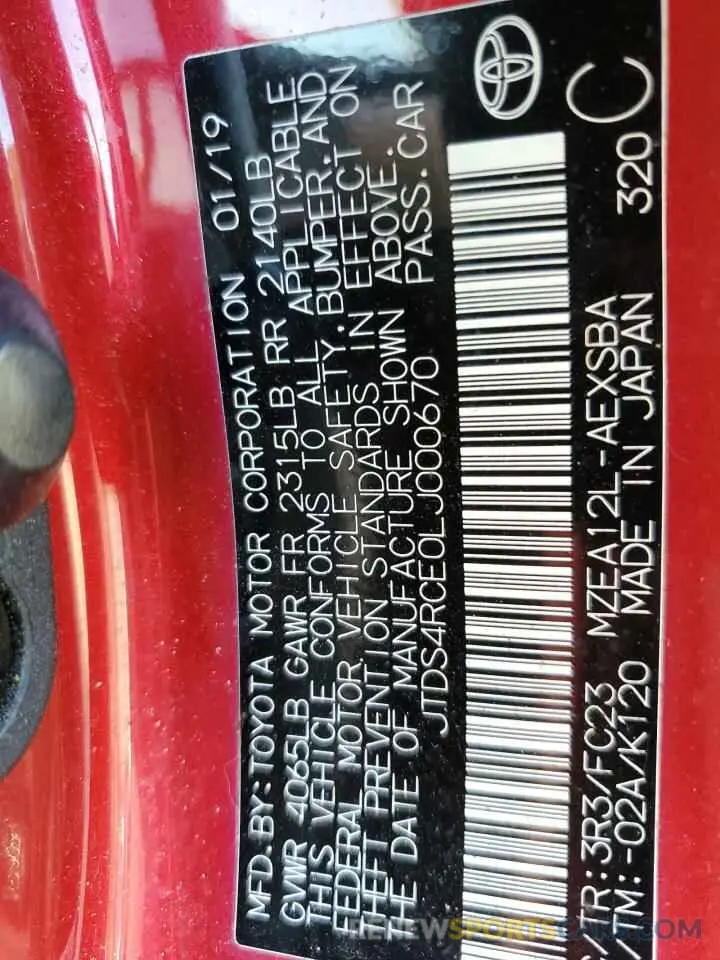 MFD.BY:TOYOTA MOTOR CORPORATION 01/19
GVWR 4065LB GAWR FR 2315LB RR 2140LB
THIS VEHICLE CONFORMS TO ALL APPLICABLE
FEDERAL MOTOR VEHICLE SAFETY.BUMPER.AND
THEFT PREVENTION STANDARDS IN EFFECT ON
THE DATE OF MANUFACTURE SHOWN ABOVE.
JTDS4RCE0LJ000670 PASS.CAR
/TR:3R3/FC23 MZEA12L-AEXSBA 320
/TM:-02A/K120 MADE IN JAPAN
C
RENEWSPORTSCARS.COM